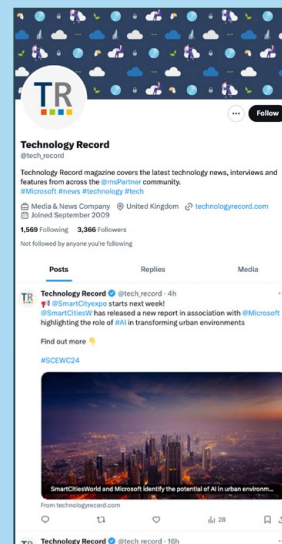 TR
Follow
Technology Record
@tech_record
Technology Record magazine covers the latest technology news, interviews and
features from across the @msPartner community.
#Microsoft #news #technology #tech
Media & News Company United Kingdom technologyrecord.com
Joined September 2009
1,569 Following 3,366 Followers
Not followed by anyone you're following
Posts Replies Media
TR Technology Record @tech_record · 4h
@SmartCityexpo starts next week!
@SmartCitiesW has released a new report in association with @Microsoft
highlighting the role of #AI in transforming urban environments
Find out more
#SCEWC24
SmartCitiesWorld and Microsoft identify the potential of AI in urban environm...
From technologyrecord.com
28
Technology Record @tech_record · 16h